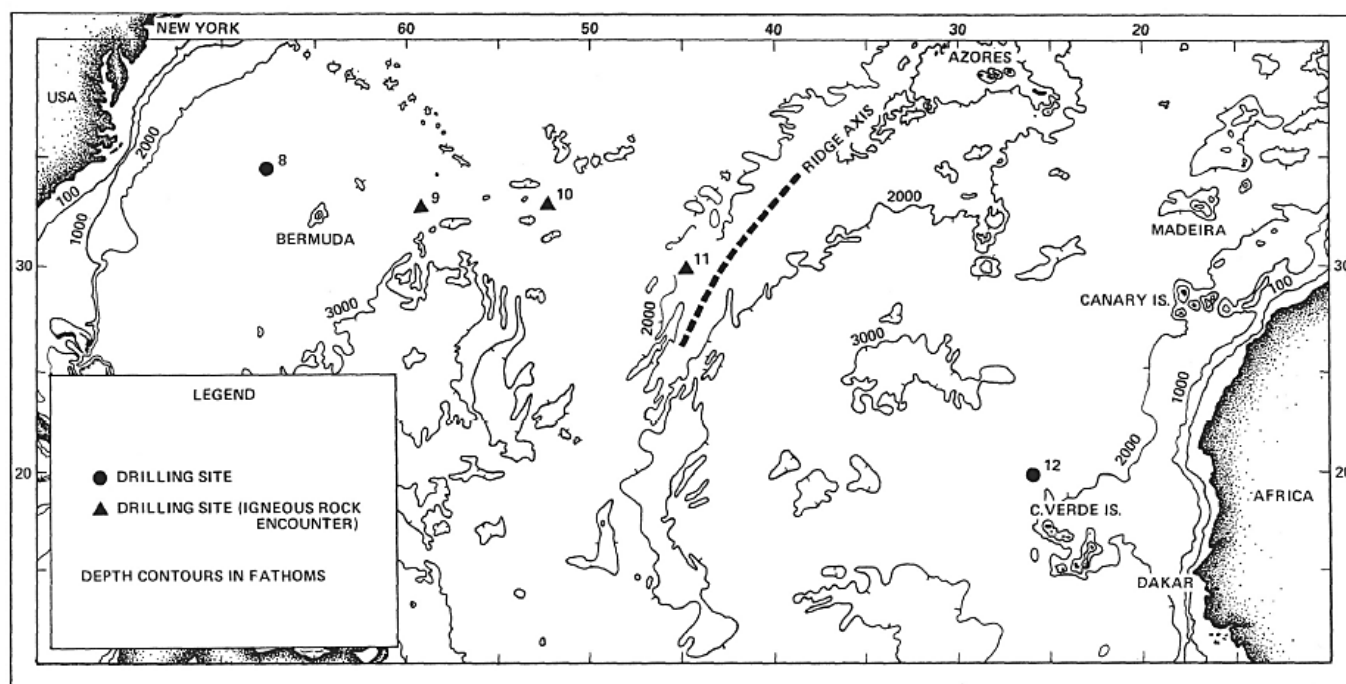 NEW YORK
60
50
40
30
20
AZORES
USA
2000
RIDGE AXIS
8
100
1000
9
10
2000
BERMUDA
MADEIRA
11
30
30
100
CANARY IS.
3000
2000
3000
1000
LEGEND
2000
DRILLING SITE
20
12
20
DRILLING SITE (IGNEOUS ROCK
ENCOUNTER)
AFRICA
C.VERDE IS.
DEPTH CONTOURS IN FATHOMS
DAKAR